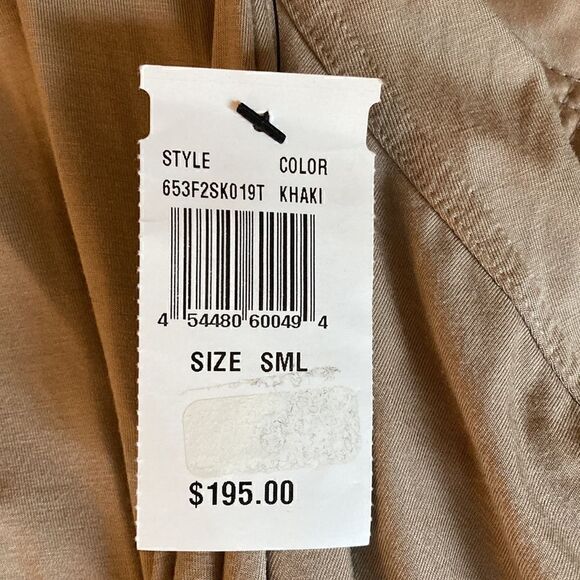 STYLE COLOR
653F2SK019T KHAKI
4 54480 60049 4
SIZE SML
$195.00